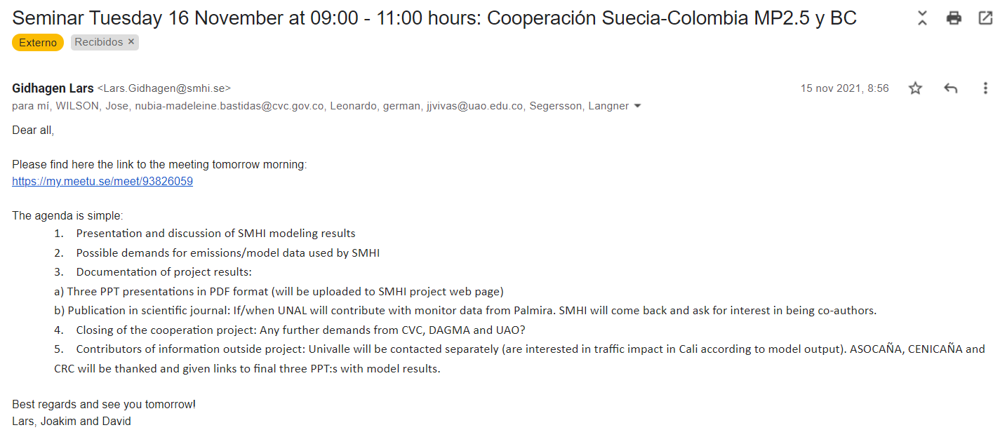 Seminar Tuesday 16 November at 09:00 - 11:00 hours: Cooperación Suecia-Colombia MP2.5 y BC
Externo Recibidos ×
Gidhagen Lars <Lars.Gidhagen@smhi.se> 15 nov 2021, 8:56
para mí, WILSON, Jose, nubia-madeleine.bastidas@cvc.gov.co, Leonardo, german, jjvivas@uao.edu.co, Segersson, Langner
Dear all,
Please find here the link to the meeting tomorrow morning:
https://my.meetu.se/meet/93826059
The agenda is simple:
1. Presentation and discussion of SMHI modeling results
2. Possible demands for emissions/model data used by SMHI
3. Documentation of project results:
a) Three PPT presentations in PDF format (will be uploaded to SMHI project web page)
b) Publication in scientific journal: If/when UNAL will contribute with monitor data from Palmira. SMHI will come back and ask for interest in being co-authors.
4. Closing of the cooperation project: Any further demands from CVC, DAGMA and UAO?
5. Contributors of information outside project: Univalle will be contacted separately (are interested in traffic impact in Cali according to model output). ASOCAÑA, CENICAÑA and
CRC will be thanked and given links to final three PPT:s with model results.
Best regards and see you tomorrow!
Lars, Joakim and David